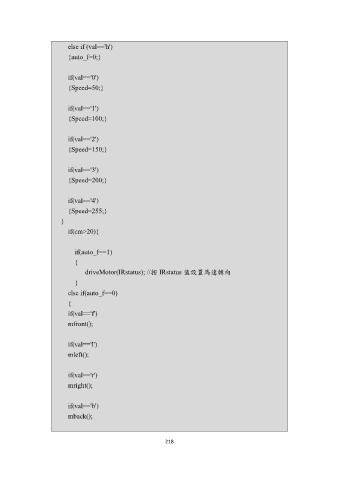 else if (val=='h')
{auto_f=0;}
if(val=='0')
{Speed=50;}
if(val=='1')
{Speed=100;}
if(val=='2')
{Speed=150;}
if(val=='3')
{Speed=200;}
if(val=='4')
{Speed=255;}
}
if(cm>20){
if(auto_f==1)
{
driveMotor(IRstatus); //按 IRstatus 值設置馬達轉向
}
else if(auto_f==0)
{
if(val=='f')
mfront();
if(val=='l')
mleft();
if(val=='r')
mright();
if(val=='b')
mback();
218